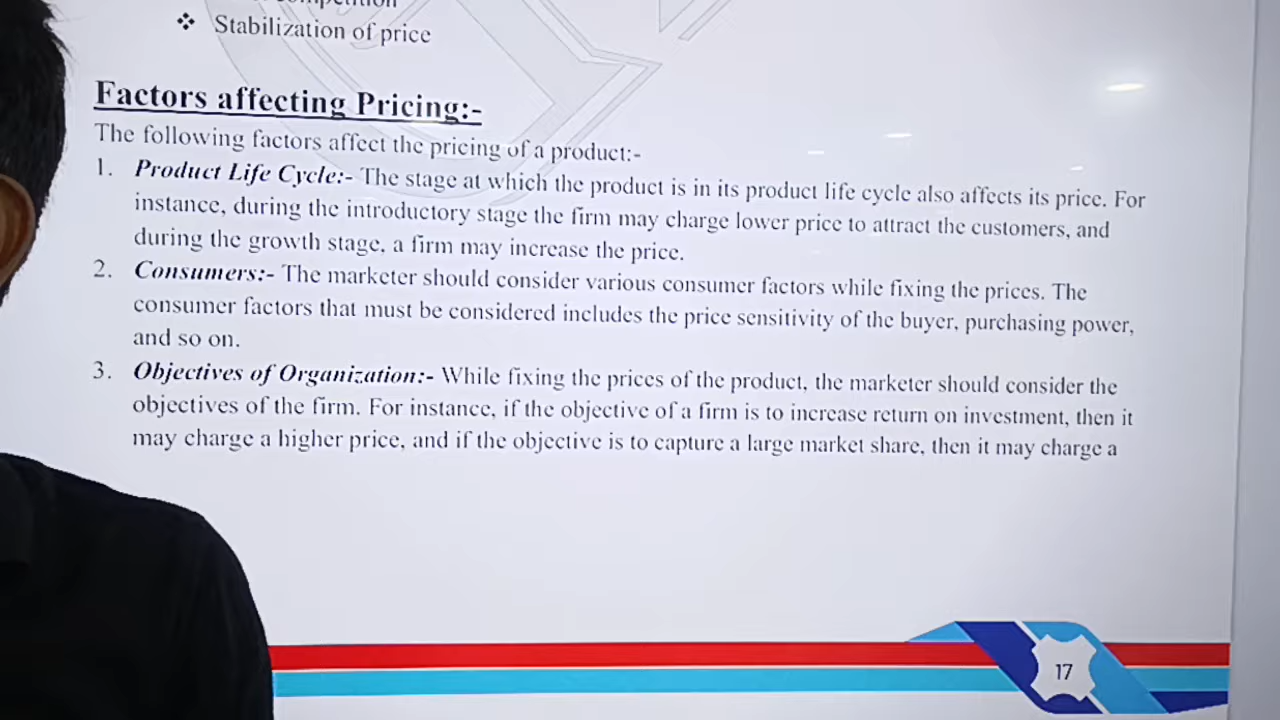 ❖ Stabilization of price
Factors affecting Pricing:-
The following factors affect the pricing of a product:-
1. Product Life Cycle:- The stage at which the product is in its product life cycle also affects its price. For
instance, during the introductory stage the firm may charge lower price to attract the customers, and
during the growth stage, a firm may increase the price.
2. Consumers:- The marketer should consider various consumer factors while fixing the prices. The
consumer factors that must be considered includes the price sensitivity of the buyer, purchasing power,
and so on.
3. Objectives of Organization:- While fixing the prices of the product, the marketer should consider the
objectives of the firm. For instance, if the objective of a firm is to increase return on investment, then it
may charge a higher price, and if the objective is to capture a large market share, then it may charge a
17